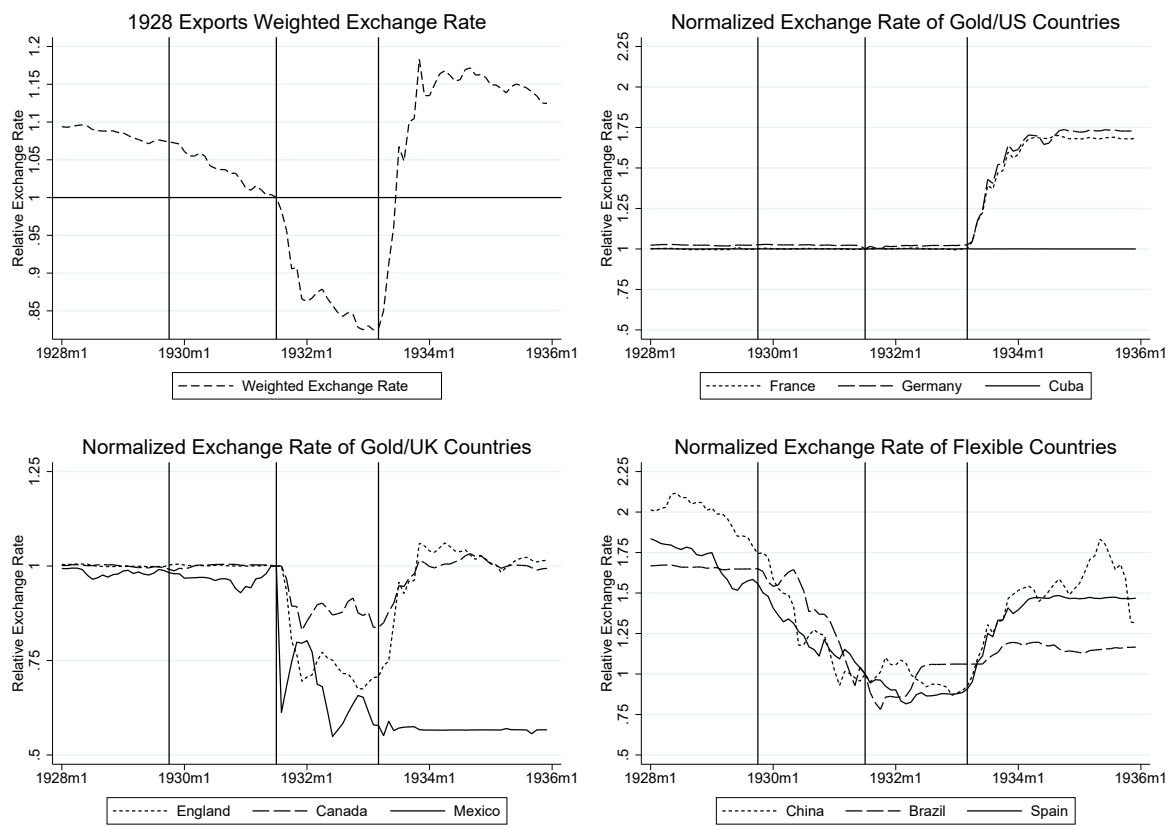 1928 Exports Weighted Exchange Rate
Relative Exchange Rate
1.2
1.15
1.1
1.05
1
.95
.9
.85
1928m1 1930m1 1932m1 1934m1 1936m1
Weighted Exchange Rate
Normalized Exchange Rate of Gold/US Countries
Relative Exchange Rate
2.25
2
1.75
1.5
1.25
1
.75
.5
1928m1 1930m1 1932m1 1934m1 1936m1
France Germany Cuba
Normalized Exchange Rate of Gold/UK Countries
Relative Exchange Rate
1.25
1
.75
.5
1928m1 1930m1 1932m1 1934m1 1936m1
England Canada Mexico
Normalized Exchange Rate of Flexible Countries
Relative Exchange Rate
2.25
2
1.75
1.5
1.25
1
.75
.5
1928m1 1930m1 1932m1 1934m1 1936m1
China Brazil Spain